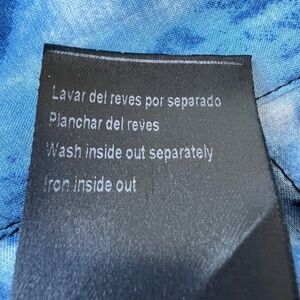 Lavar del reves por separado
Planchar del reves
Wash inside out separately
Iron inside out